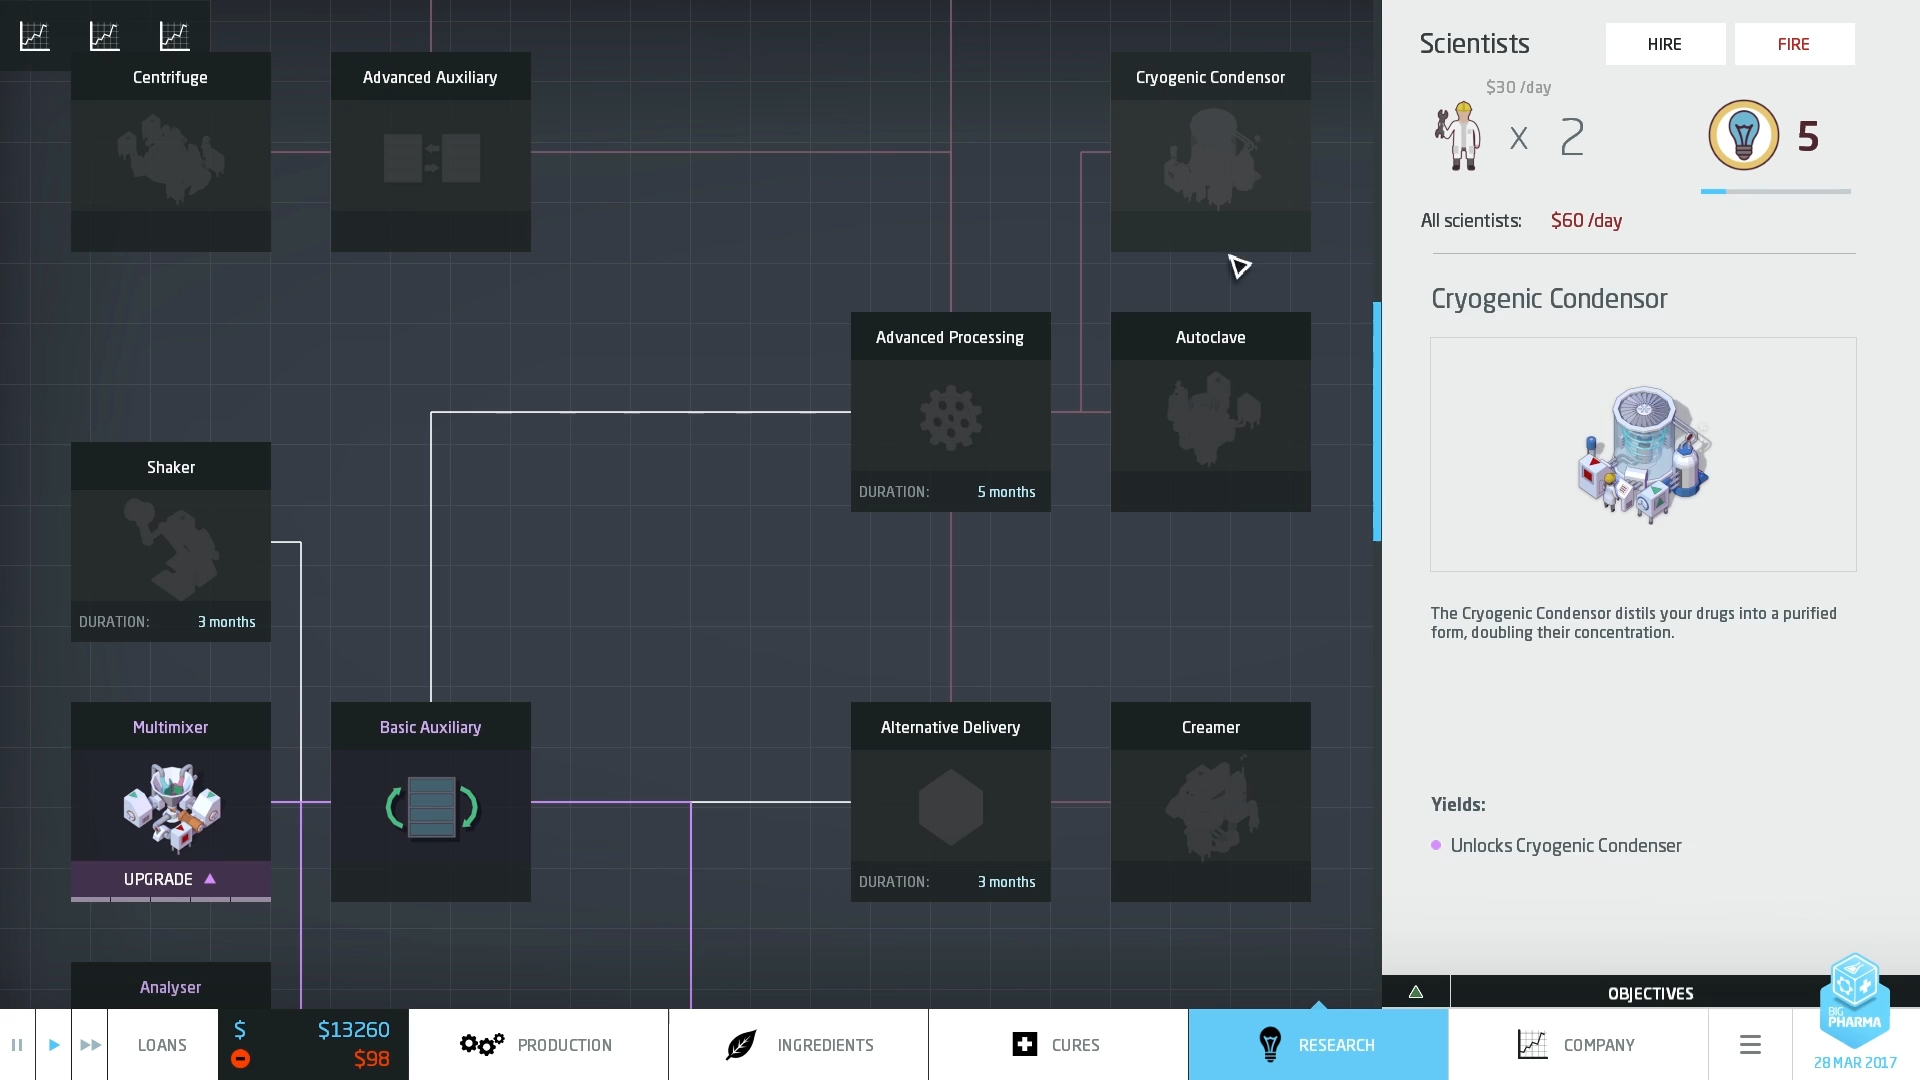 Centrifuge
Advanced Auxiliary
Cryogenic Condensor
Advanced Processing
DURATION: 5 months
Autoclave
Shaker
DURATION: 3 months
Multimixer
UPGRADE
Basic Auxiliary
Alternative Delivery
DURATION: 3 months
Creamer
Analyser
Scientists
HIRE
FIRE
$30 /day
x 2
5
All scientists: $60 /day
Cryogenic Condensor
The Cryogenic Condensor distils your drugs into a purified
form, doubling their concentration.
Yields:
Unlocks Cryogenic Condenser
OBJECTIVES
LOANS
$ $13260
$98
PRODUCTION
INGREDIENTS
CURES
RESEARCH
COMPANY
BIG
PHARMA
28 MAR 2017